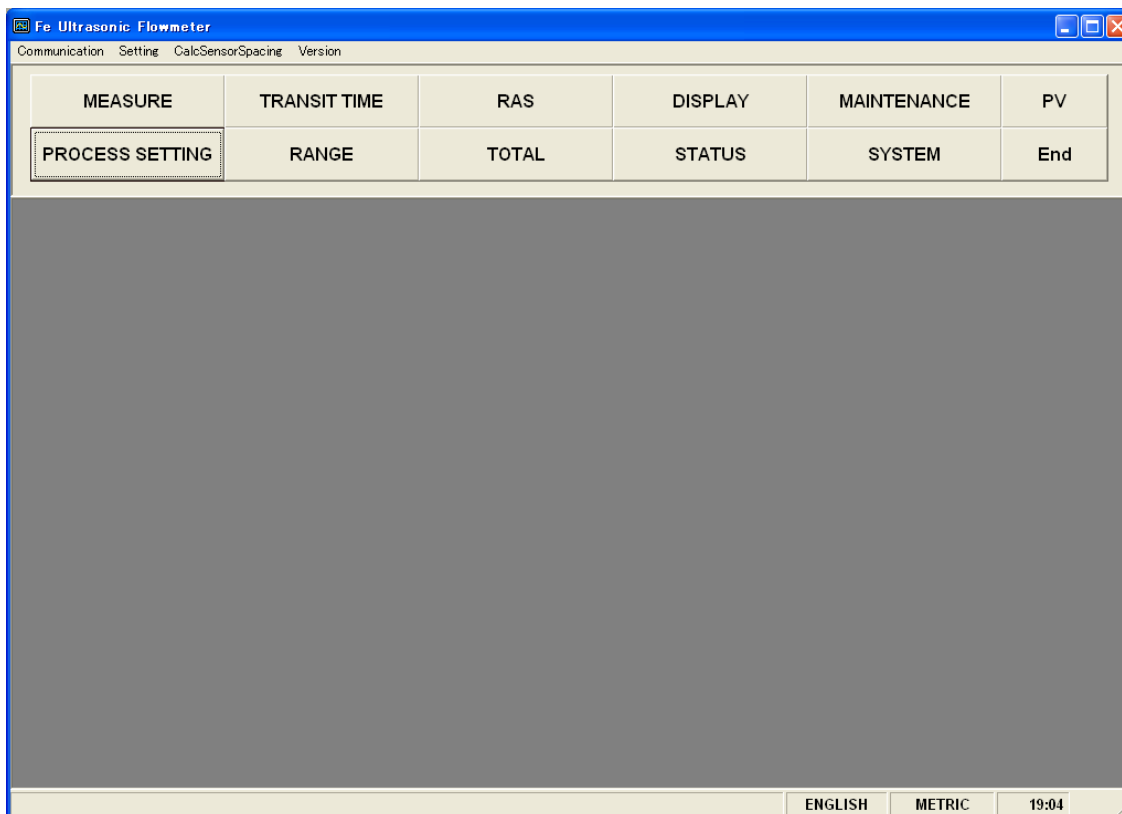 Fe Ultrasonic Flowmeter
Communication Setting CalcSensorSpacing Version
MEASURE TRANSIT TIME RAS DISPLAY MAINTENANCE PV
PROCESS SETTING RANGE TOTAL STATUS SYSTEM End
ENGLISH METRIC 19:04